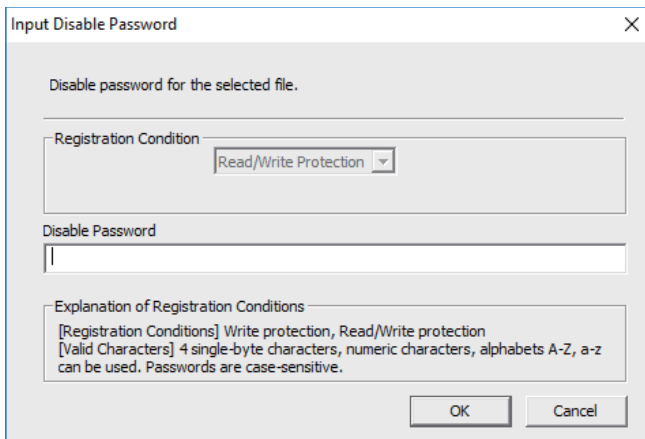 Input Disable Password
Disable password for the selected file.
Registration Condition
Read/Write Protection
Disable Password
Explanation of Registration Conditions
[Registration Conditions] Write protection, Read/Write protection
[Valid Characters] 4 single-byte characters, numeric characters, alphabets A-Z, a-z
can be used. Passwords are case-sensitive.
OK Cancel